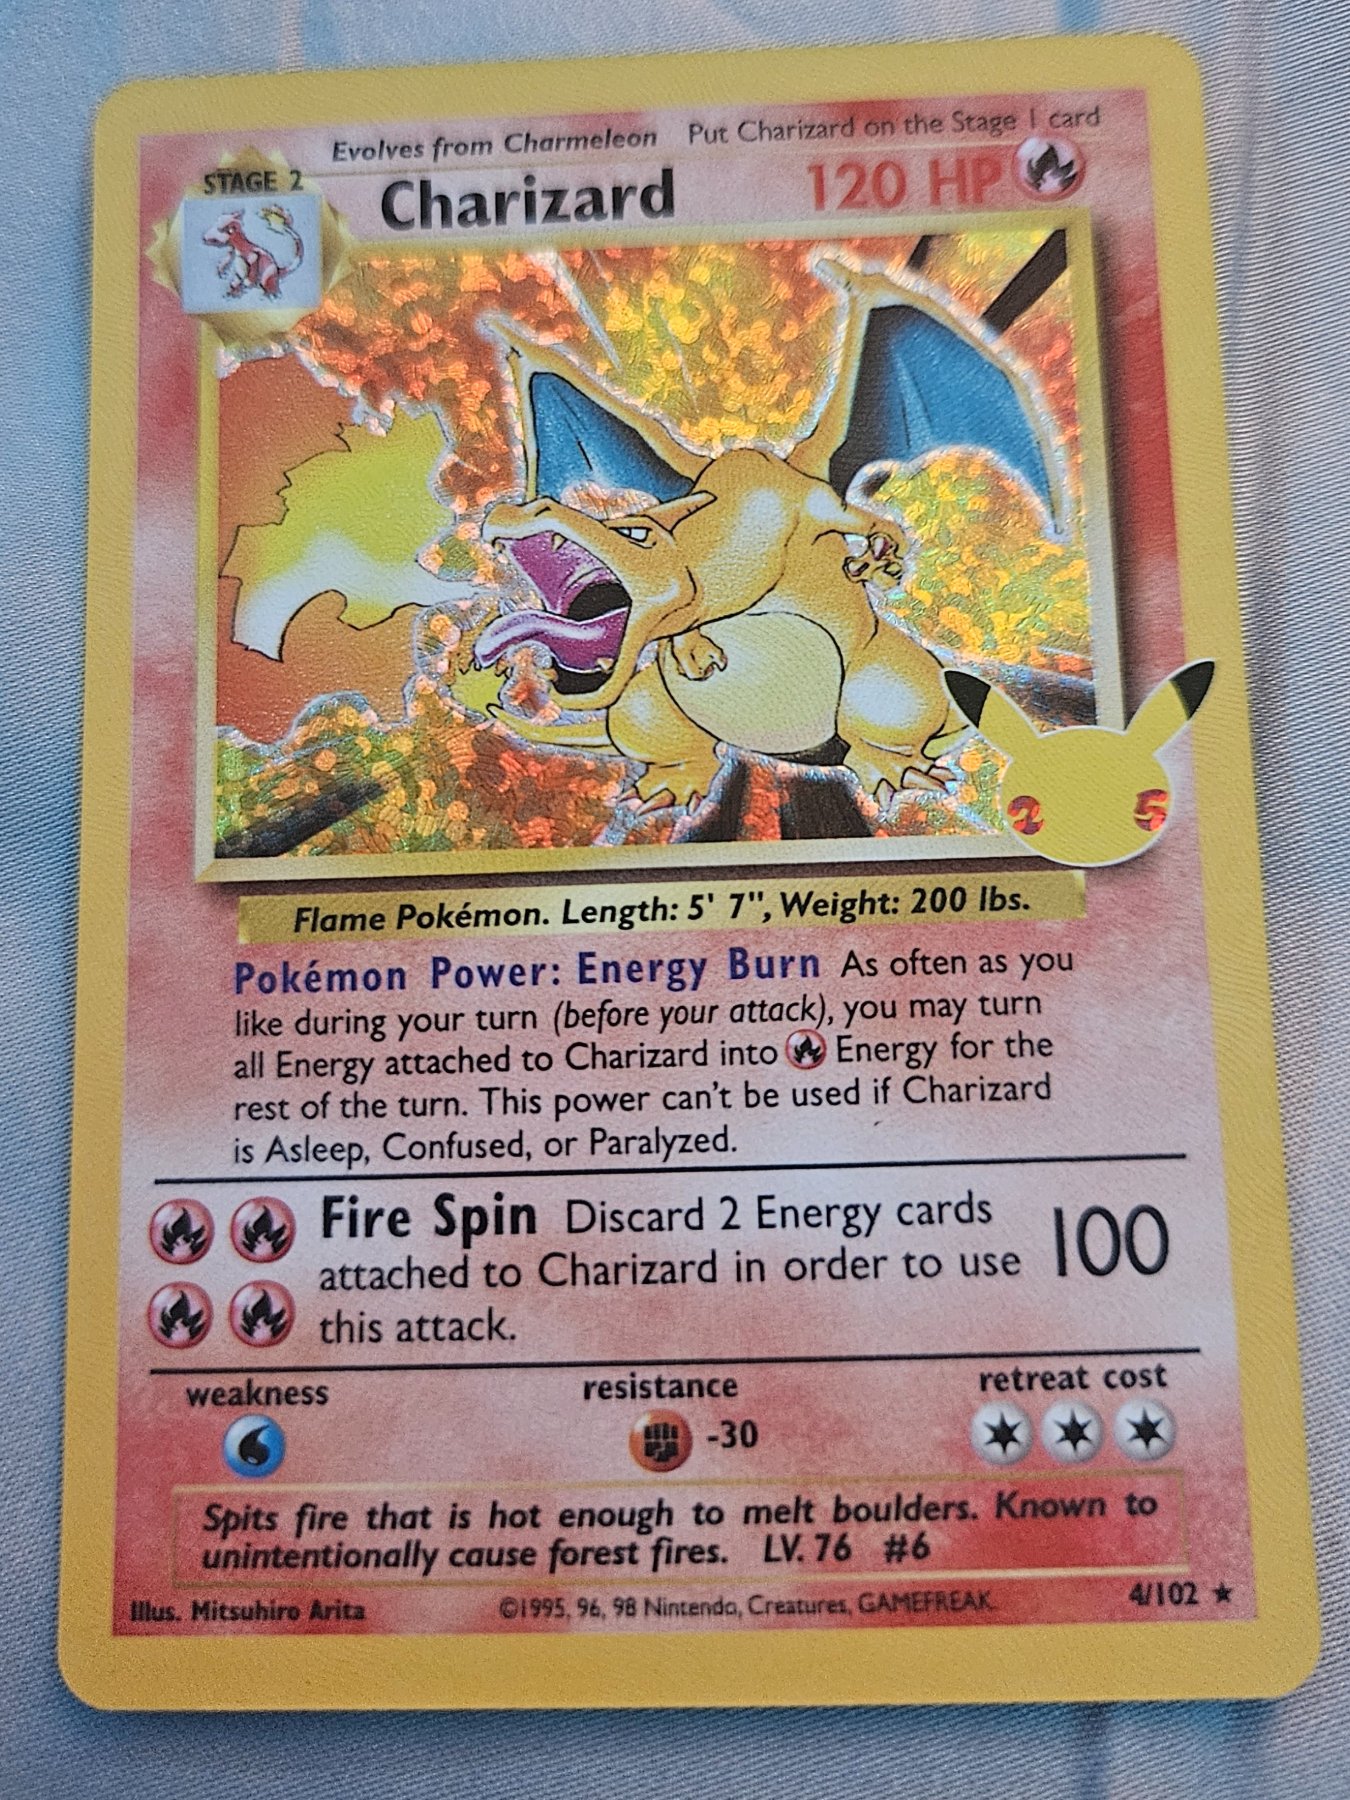 Evolves from Charmeleon Put Charizard on the Stage 1 card
STAGE 2
Charizard 120 HP
25
Flame Pokémon. Length: 5' 7", Weight: 200 lbs.
Pokémon Power: Energy Burn As often as you
like during your turn (before your attack), you may turn
all Energy attached to Charizard into Energy for the
rest of the turn. This power can't be used if Charizard
is Asleep, Confused, or Paralyzed.
Fire Spin Discard 2 Energy cards
attached to Charizard in order to use 100
this attack.
weakness resistance retreat cost
-30
Spits fire that is hot enough to melt boulders. Known to
unintentionally cause forest fires. LV. 76 #6
Illus. Mitsuhiro Arita ©1995, 96, 98 Nintendo, Creatures, GAMEFREAK. 4/102 ★